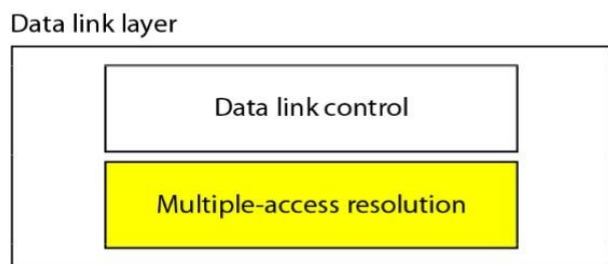 Data link layer
Data link control
Multiple-access resolution